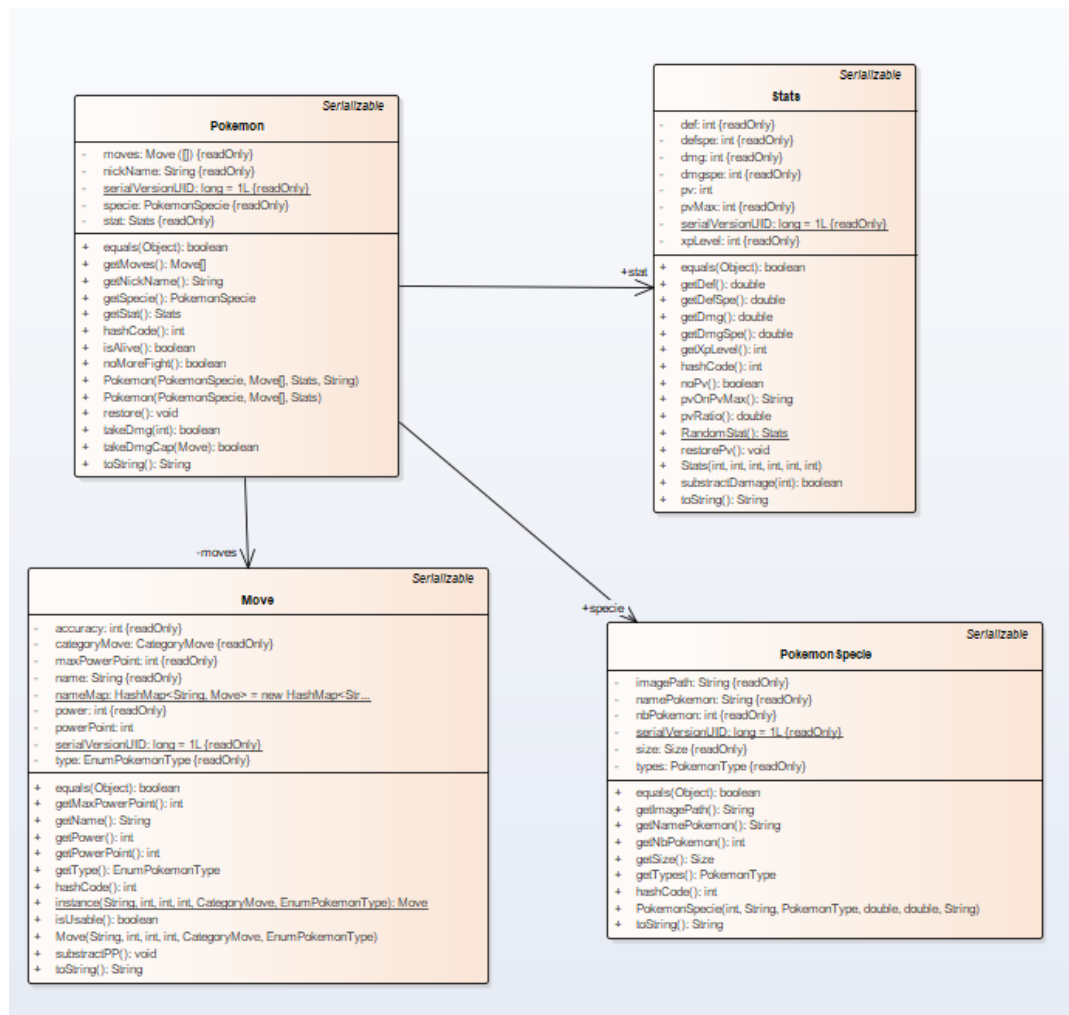 Serializable
Pokemon
- moves: Move ([]) {readOnly}
- nickName: String {readOnly}
- serialVersionUID: long = 1L {readOnly}
- specie: PokemonSpecie {readOnly}
- stat: Stats {readOnly}
+ equals(Object): boolean
+ getMoves(): Move[]
+ getNickName(): String
+ getSpecie(): PokemonSpecie
+ getStat(): Stats
+ hashCode(): int
+ isAlive(): boolean
+ noMoreFight(): boolean
+ Pokemon(PokemonSpecie, Move[], Stats, String)
+ Pokemon(PokemonSpecie, Move[], Stats)
+ restore(): void
+ takeDmg(int): boolean
+ takeDmgCap(Move): boolean
+ toString(): String
+stat
Serializable
Stats
- def: int {readOnly}
- defspe: int {readOnly}
- dmg: int {readOnly}
- dmgspe: int {readOnly}
- pv: int
- pvMax: int {readOnly}
- serialVersionUID: long = 1L {readOnly}
- xpLevel: int {readOnly}
+ equals(Object): boolean
+ getDef(): double
+ getDefSpe(): double
+ getDmg(): double
+ getDmgSpe(): double
+ getXpLevel(): int
+ hashCode(): int
+ noPv(): boolean
+ pvOnPvMax(): String
+ pvRatio(): double
+ RandomStat(): Stats
+ restorePv(): void
+ Stats(int, int, int, int, int, int)
+ substractDamage(int): boolean
+ toString(): String
-moves
Serializable
Move
- accuracy: int {readOnly}
- categoryMove: CategoryMove {readOnly}
- maxPowerPoint: int {readOnly}
- name: String {readOnly}
- nameMap: HashMap<String, Move> = new HashMap<Str...
- power: int {readOnly}
- powerPoint: int
- serialVersionUID: long = 1L {readOnly}
- type: EnumPokemonType {readOnly}
+ equals(Object): boolean
+ getMaxPowerPoint(): int
+ getName(): String
+ getPower(): int
+ getPowerPoint(): int
+ getType(): EnumPokemonType
+ hashCode(): int
+ instance(String, int, int, int, CategoryMove, EnumPokemonType): Move
+ isUsable(): boolean
+ Move(String, int, int, int, CategoryMove, EnumPokemonType)
+ substractPP(): void
+ toString(): String
+specie
Serializable
PokemonSpecie
- imagePath: String {readOnly}
- namePokemon: String {readOnly}
- nbPokemon: int {readOnly}
- serialVersionUID: long = 1L {readOnly}
- size: Size {readOnly}
- types: PokemonType {readOnly}
+ equals(Object): boolean
+ getImagePath(): String
+ getNamePokemon(): String
+ getNbPokemon(): int
+ getSize(): Size
+ getTypes(): PokemonType
+ hashCode(): int
+ PokemonSpecie(int, String, PokemonType, double, double, String)
+ toString(): String